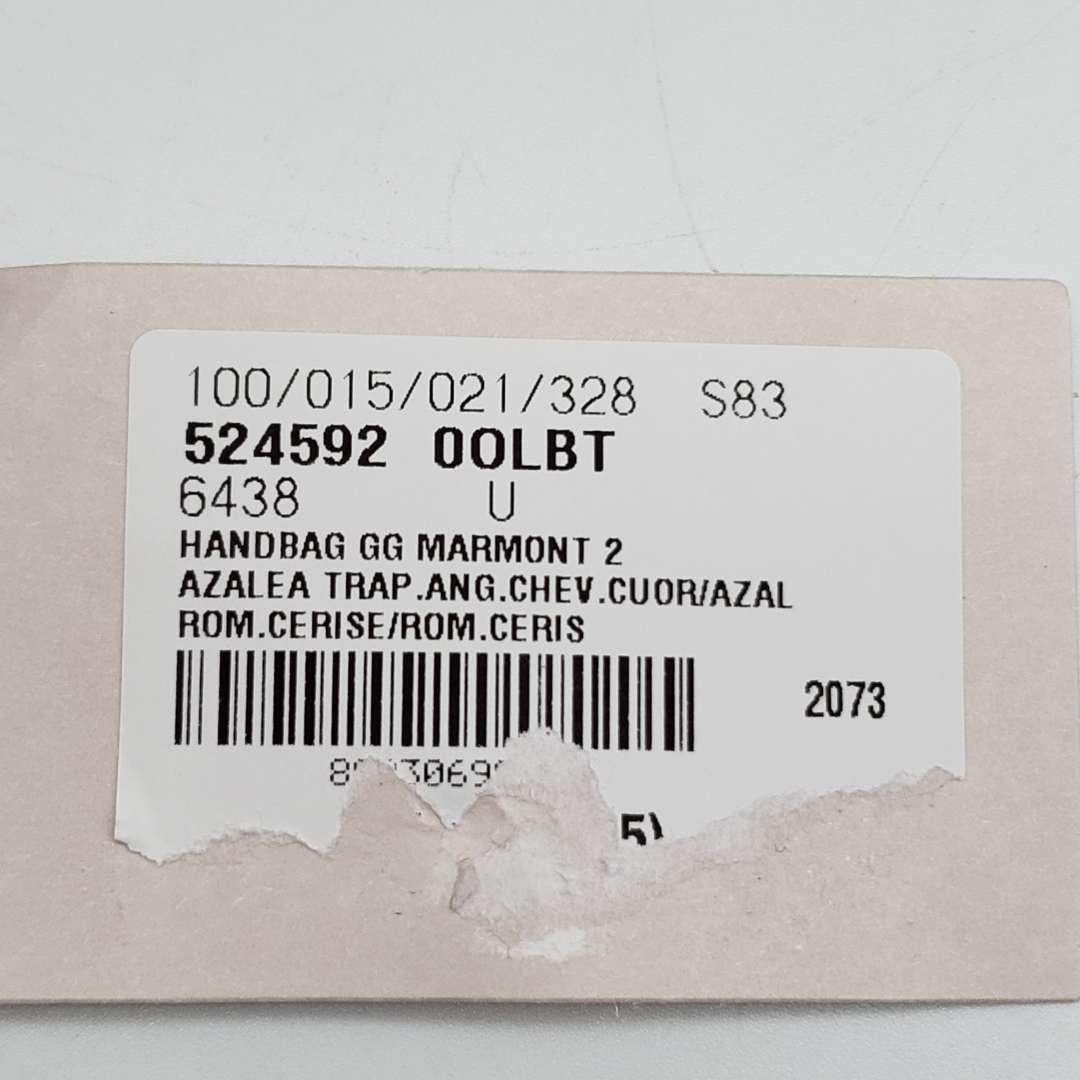 100/015/021/328 S83
524592 0OLBT
6438 U
HANDBAG GG MARMONT 2
AZALEA TRAP.ANG.CHEV.CUOR/AZAL
ROM.CERISE/ROM.CERIS
2073
5)